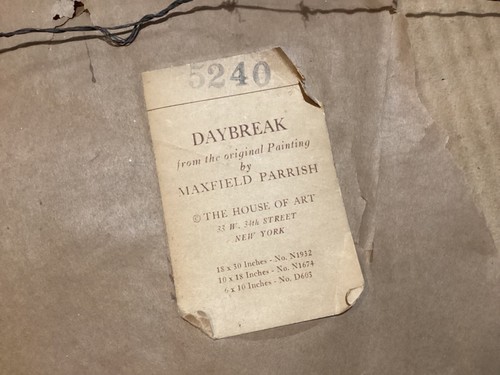 5240
DAYBREAK
from the original Painting
by
MAXFIELD PARRISH
© THE HOUSE OF ART
33 W. 34th STREET
NEW YORK
18 x 30 Inches - No. N1932
10 x 18 Inches - No. N1674
6 x 10 Inches - No. D603